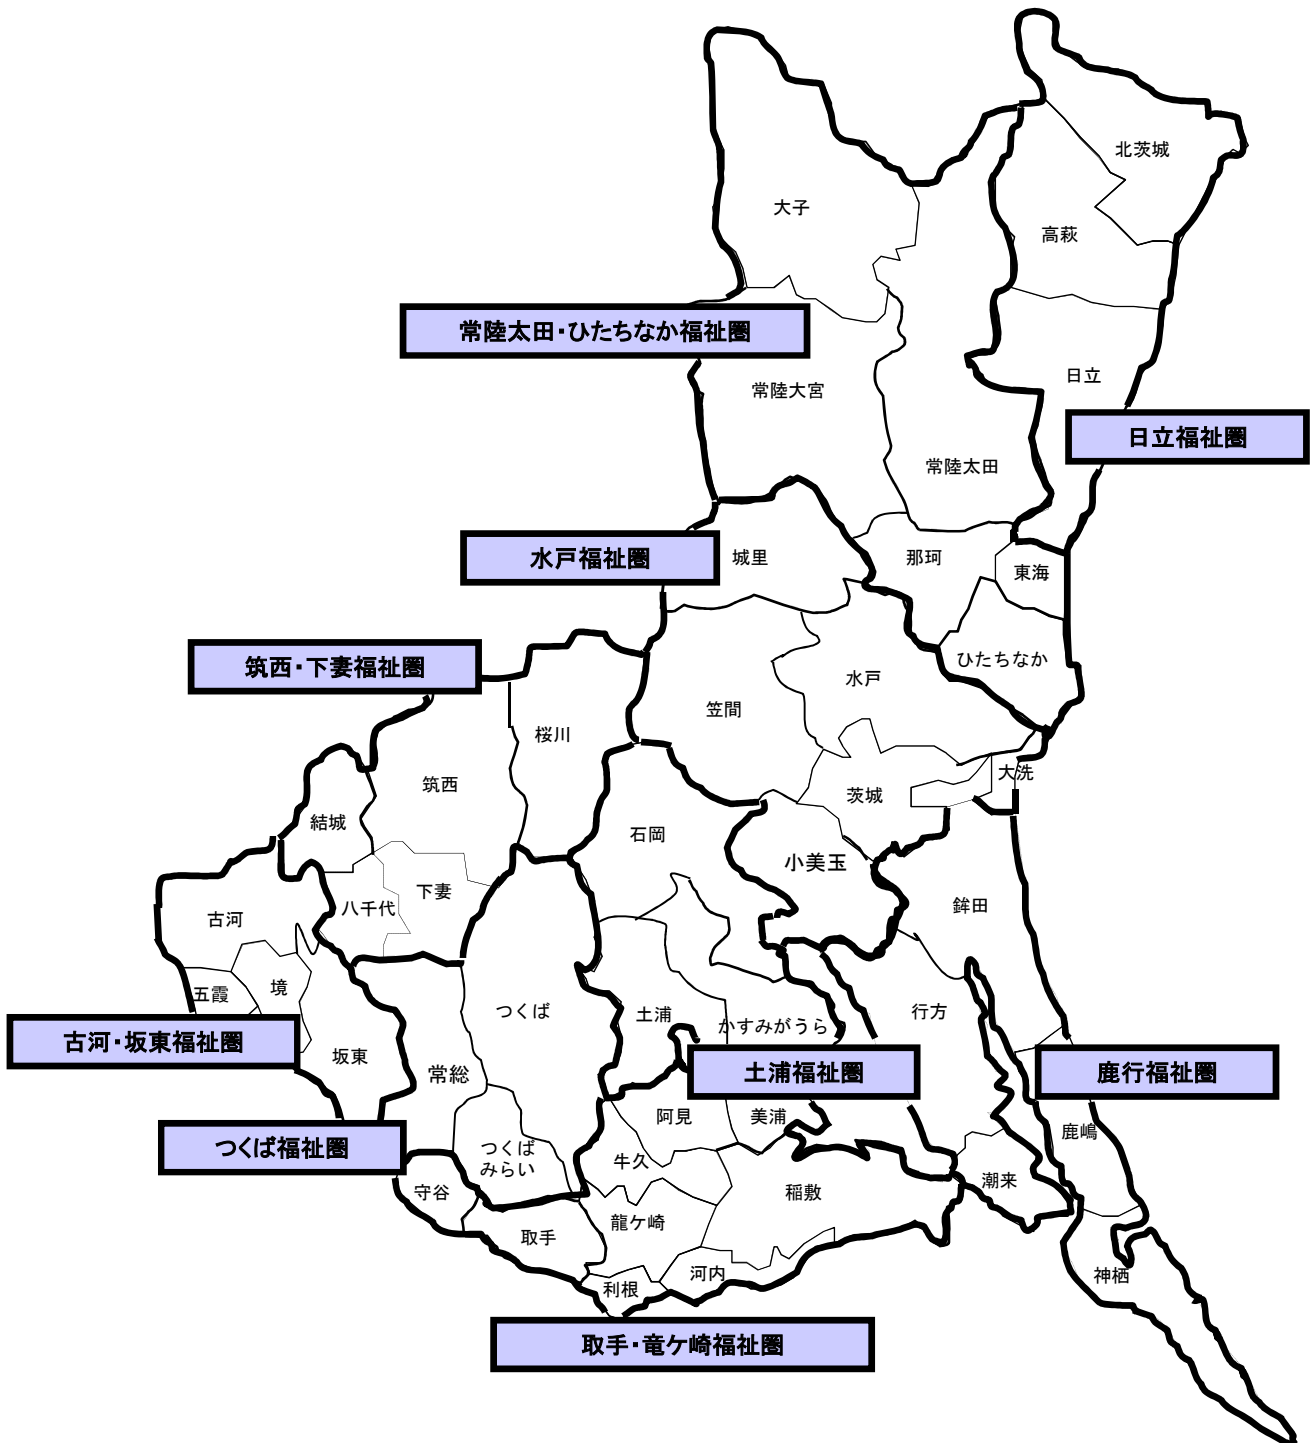 北茨城
大子
高萩
常陸太田・ひたちなか福祉圏
日立
常陸大宮
日立福祉圏
常陸太田
水戸福祉圏
城里
那珂
東海
筑西・下妻福祉圏
ひたちなか
水戸
笠間
桜川
大洗
筑西
茨城
結城
石岡
小美玉
下妻
八千代
鉾田
古河
境
五霞
つくば
行方
土浦
かすみがうら
古河・坂東福祉圏
坂東
常総
土浦福祉圏
鹿行福祉圏
阿見
美浦
鹿嶋
つくば福祉圏
つくば
みらい
牛久
潮来
守谷
稲敷
龍ケ崎
取手
河内
神栖
利根
取手・竜ケ崎福祉圏